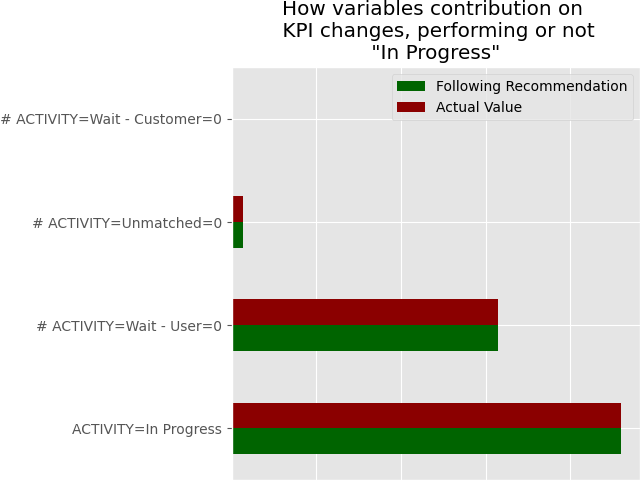 How variables contribution on
KPI changes, performing or not
"In Progress"
Following Recommendation
Actual Value
# ACTIVITY=Wait - Customer=0
# ACTIVITY=Unmatched=0
# ACTIVITY=Wait - User=0
ACTIVITY=In Progress